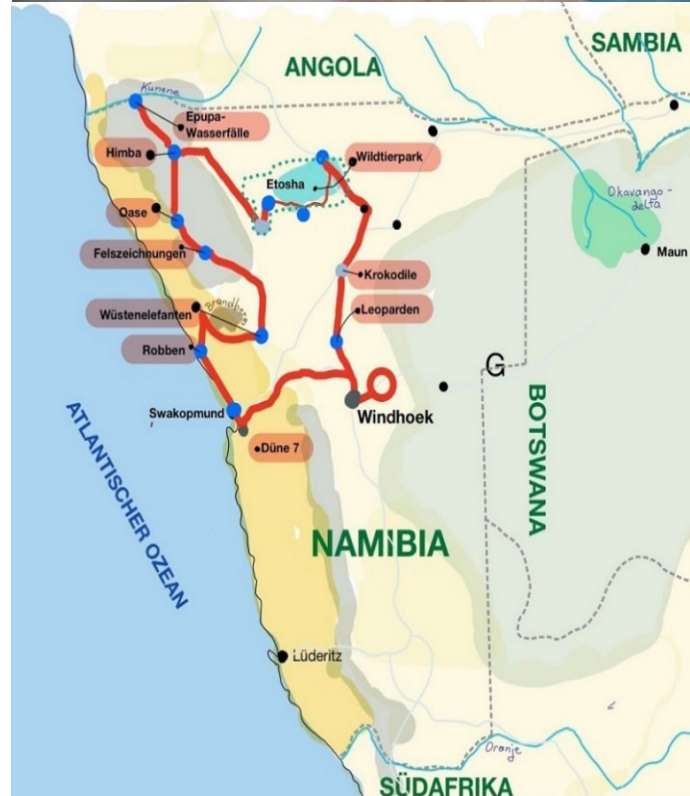 SAMBIA
ANGOLA
Kunene
Epupa-
Wasserfälle
Himba
Wildtierpark
Etosha
Okavango-
delta
Oase
Maun
Felszeichnungen
Krokodile
Brandberg
Wüstenelefanten
Leoparden
Robben
G
BOTSWANA
ATLANTISCHER OZEAN
Swakopmund
Windhoek
Düne 7
NAMIBIA
Lüderitz
Oranje
SÜDAFRIKA